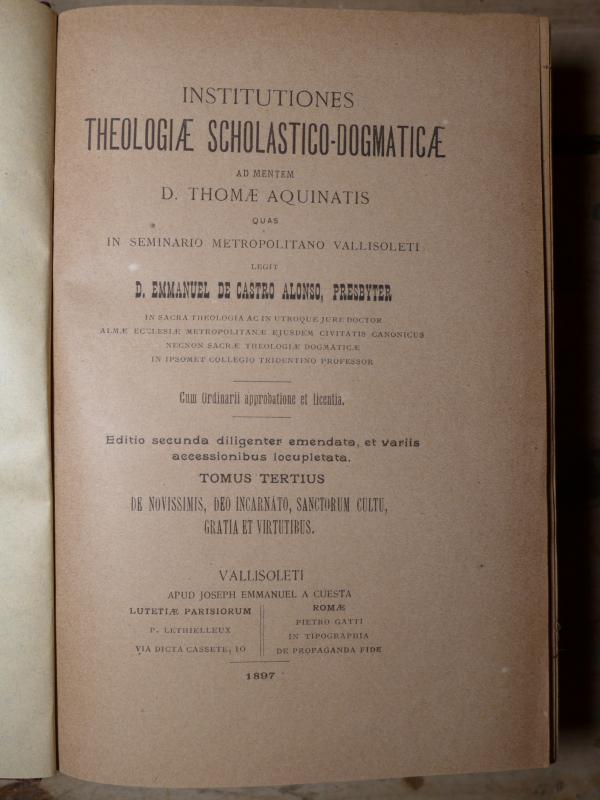 INSTITUTIONES
THEOLOGIÆ SCHOLASTICO-DOGMATICÆ
AD MENTEM
D. THOMÆ AQUINATIS
QUAS
IN SEMINARIO METROPOLITANO VALLISOLETI
LEGIT
D. EMMANUEL DE CASTRO ALONSO, PRESBYTER
IN SACRA THEOLOGIA AC IN UTROQUE JURE DOCTOR
ALMÆ ECCLESIÆ METROPOLITANÆ EJUSDEM CIVITATIS CANONICUS
NECNON SACRÆ THEOLOGIÆ DOGMATICÆ
IN IPSOMET COLLEGIO TRIDENTINO PROFESSOR
Cum Ordinarii approbatione et licentia.
Editio secunda diligenter emendata, et variis
accessionibus locupletata.
TOMUS TERTIUS
DE NOVISSIMIS, DEO INCARNATO, SANCTORUM CULTU,
GRATIA ET VIRTUTIBUS.
VALLISOLETI
APUD JOSEPH EMMANUEL A CUESTA
LUTETIÆ PARISIORUM
P. LETHIELLEUX
VIA DICTA CASSETE, 10
ROMÆ
PIETRO GATTI
IN TIPOGRAPHIA
DE PROPAGANDA FIDE
1897